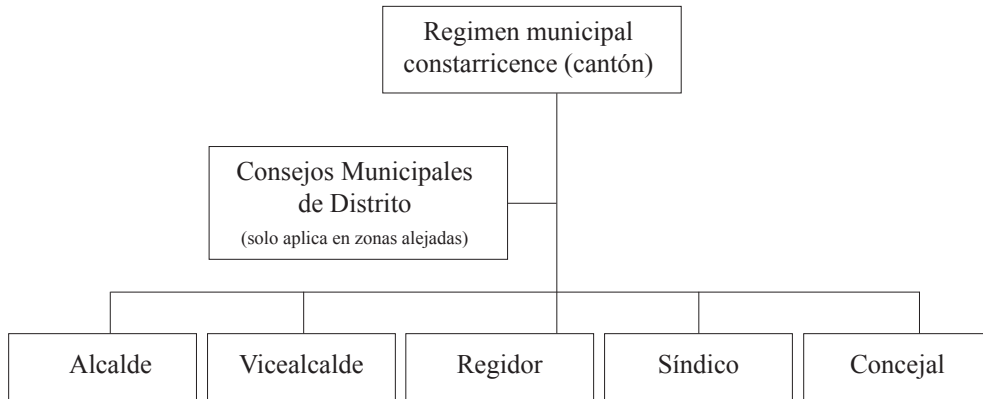 Regimen municipal
constarricence (cantón)
Consejos Municipales
de Distrito
(solo aplica en zonas alejadas)
Alcalde
Vicealcalde
Regidor
Síndico
Concejal